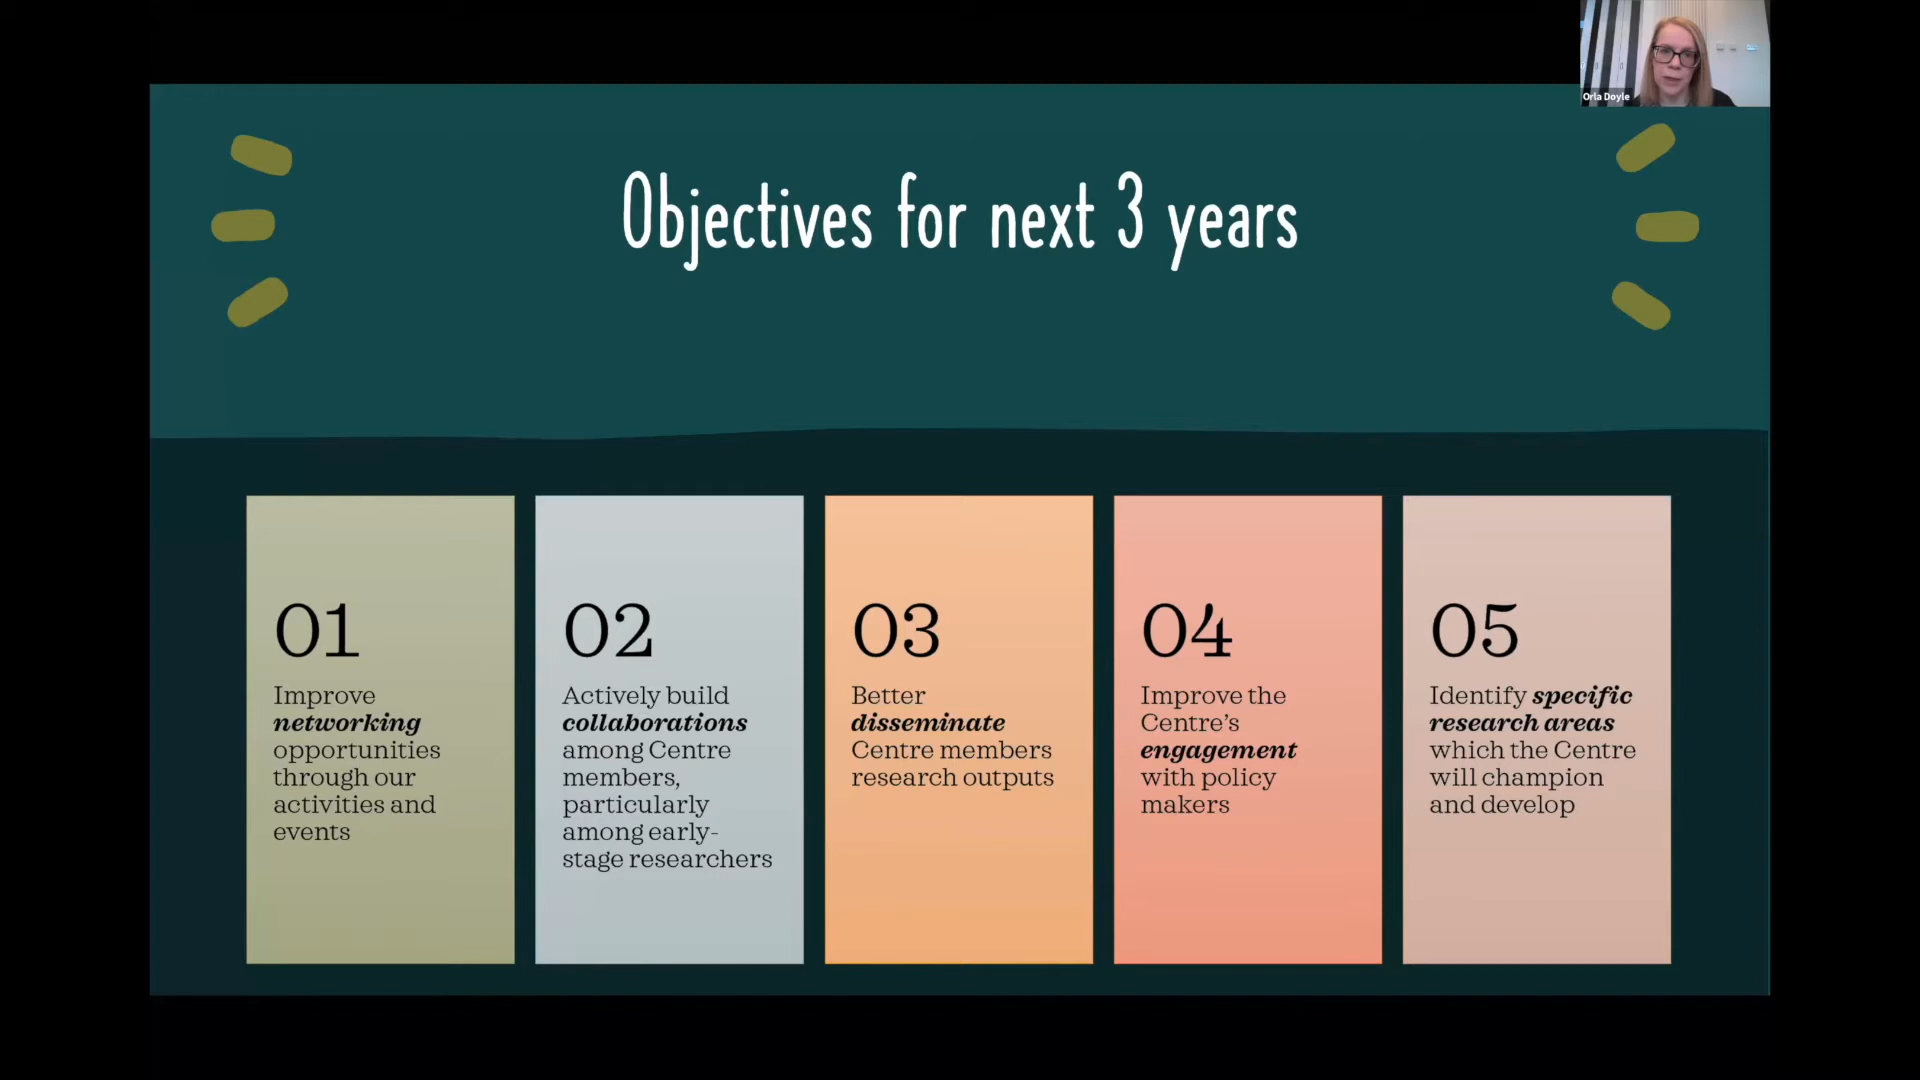 Orla Doyle
Objectives for next 3 years
01
Improve
networking
opportunities
through our
activities and
events
02
Actively build
collaborations
among Centre
members,
particularly
among early-
stage researchers
03
Better
disseminate
Centre members
research outputs
04
Improve the
Centre’s
engagement
with policy
makers
05
Identify specific
research areas
which the Centre
will champion
and develop